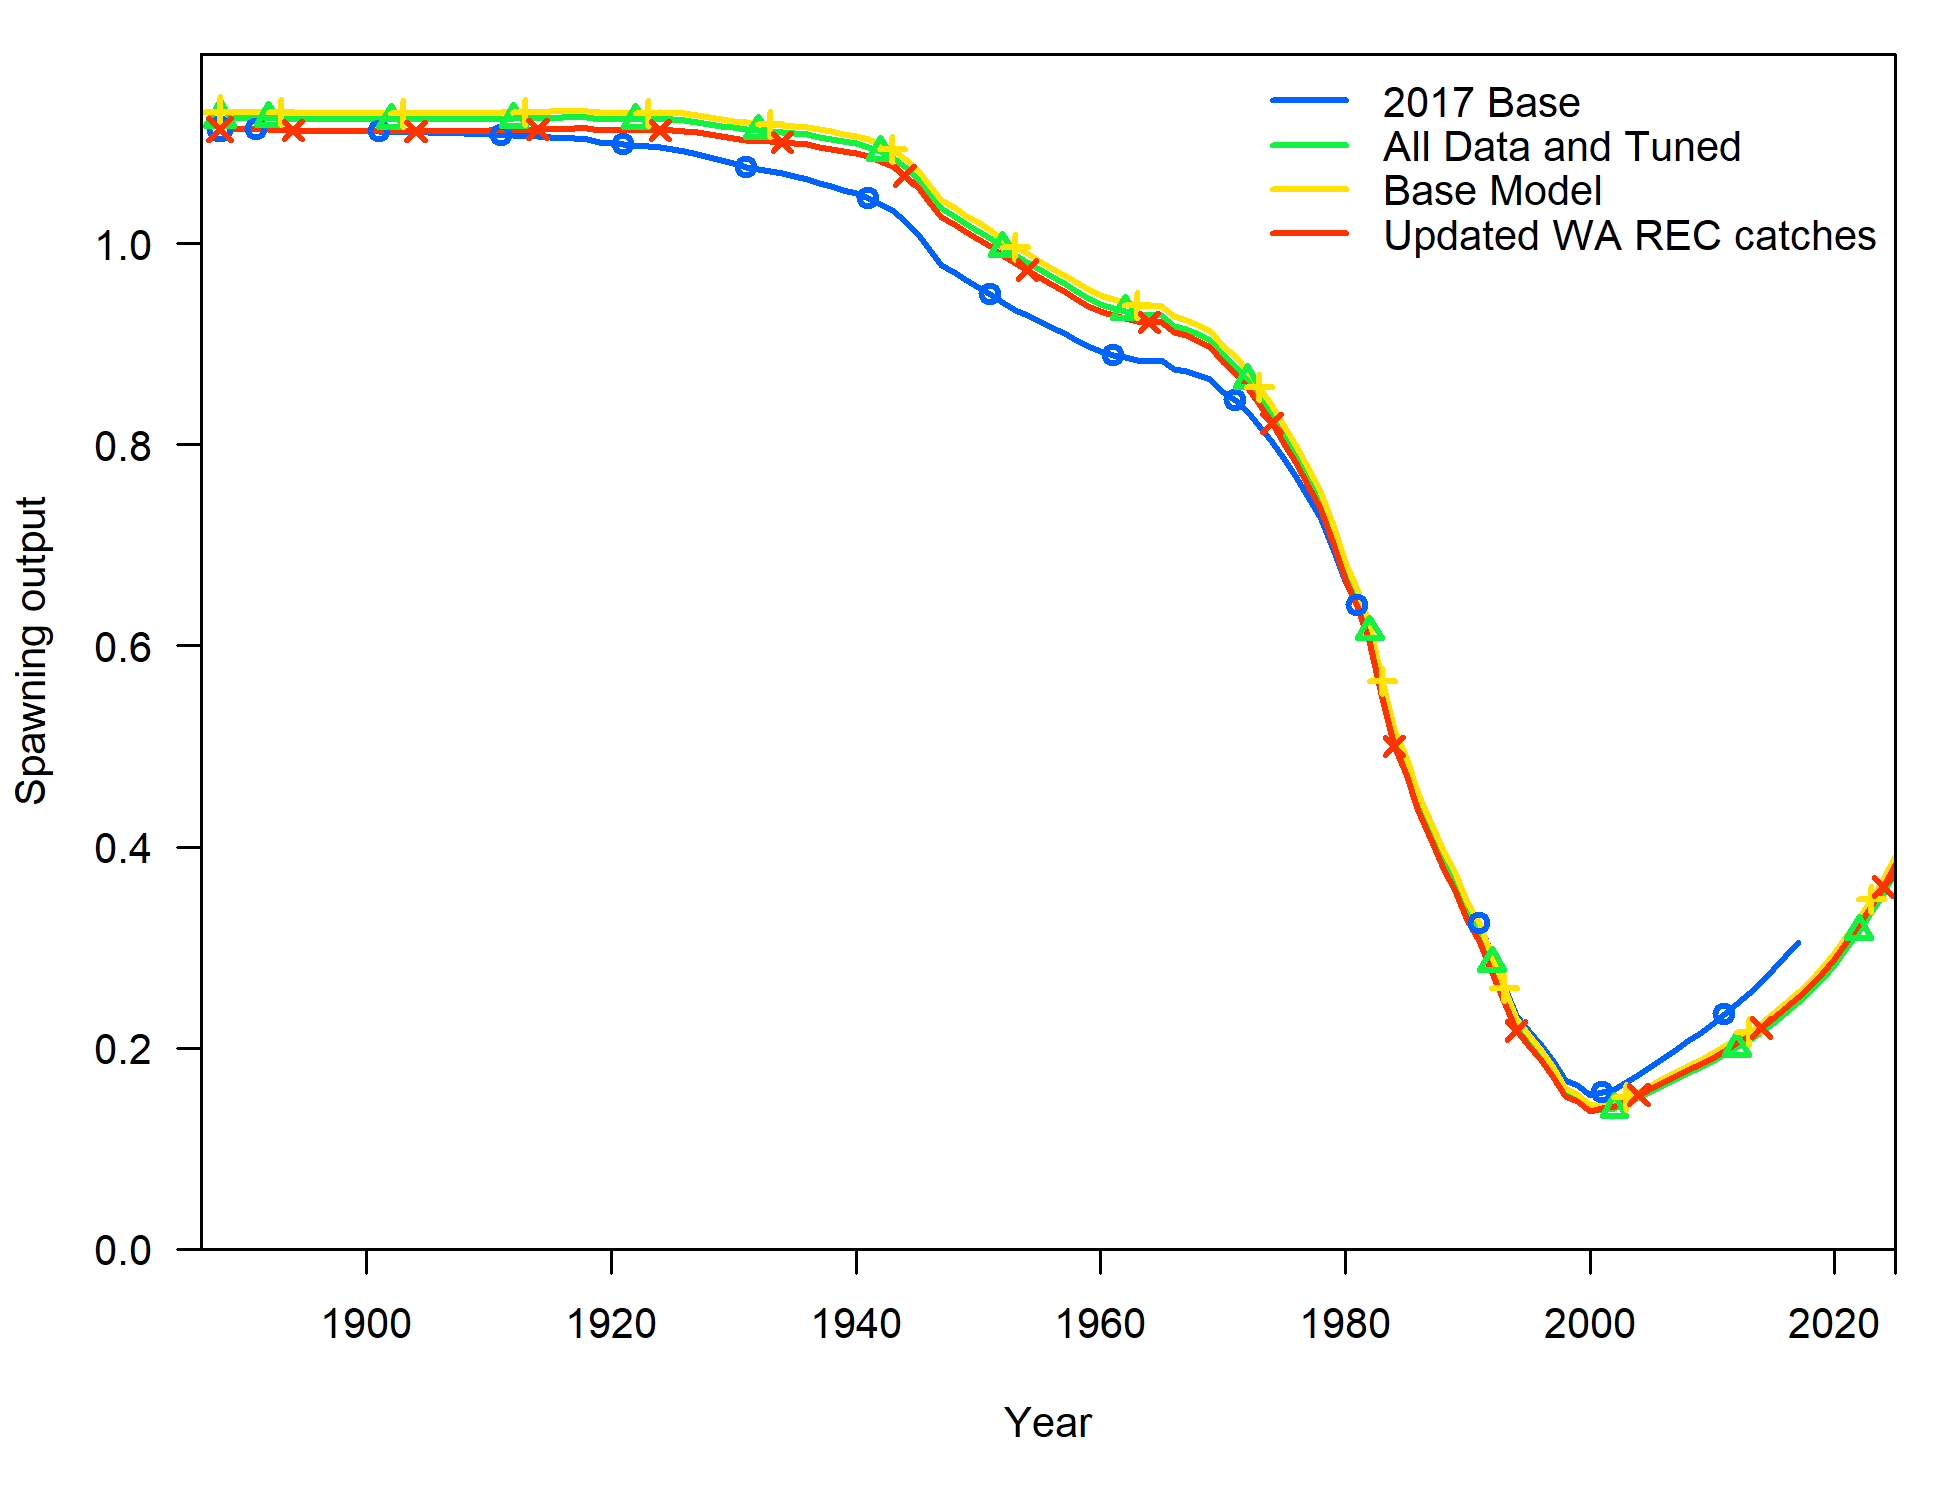 2017 Base
All Data and Tuned
Base Model
Updated WA REC catches
Spawning output
1.0
0.8
0.6
0.4
0.2
0.0
1900 1920 1940 1960 1980 2000 2020
Year